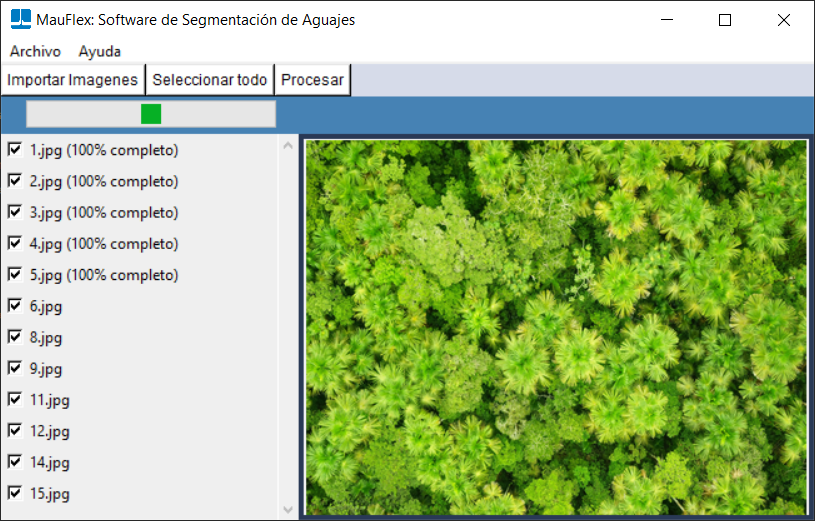 MauFlex: Software de Segmentación de Aguajes
Archivo Ayuda
Importar Imagenes Seleccionar todo Procesar
1.jpg (100% completo)
2.jpg (100% completo)
3.jpg (100% completo)
4.jpg (100% completo)
5.jpg (100% completo)
6.jpg
8.jpg
9.jpg
11.jpg
12.jpg
14.jpg
15.jpg